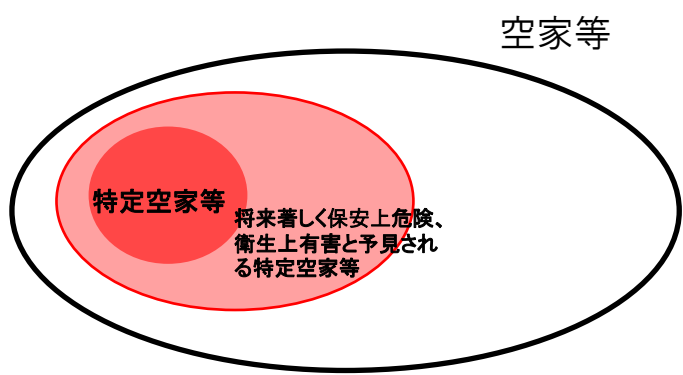 空家等
特定空家等
将来著しく保安上危険、
衛生上有害と予見され
る特定空家等